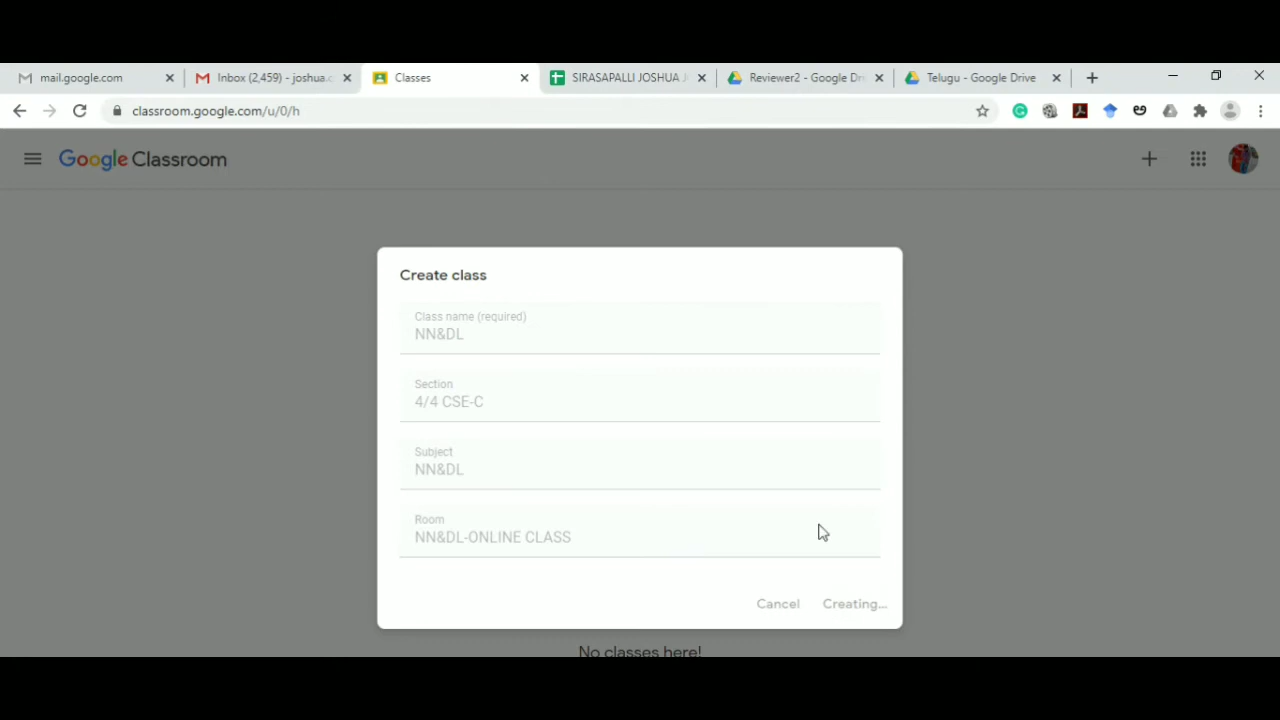 mail.google.com
Inbox (2,459) - joshua.c
Classes
SIRASAPALLI JOSHUA J
Reviewer2 - Google Dri
Telugu - Google Drive
classroom.google.com/u/0/h
Google Classroom
Create class
Class name (required)
NN&DL
Section
4/4 CSE-C
Subject
NN&DL
Room
NN&DL-ONLINE CLASS
Cancel Creating...
No classes here!